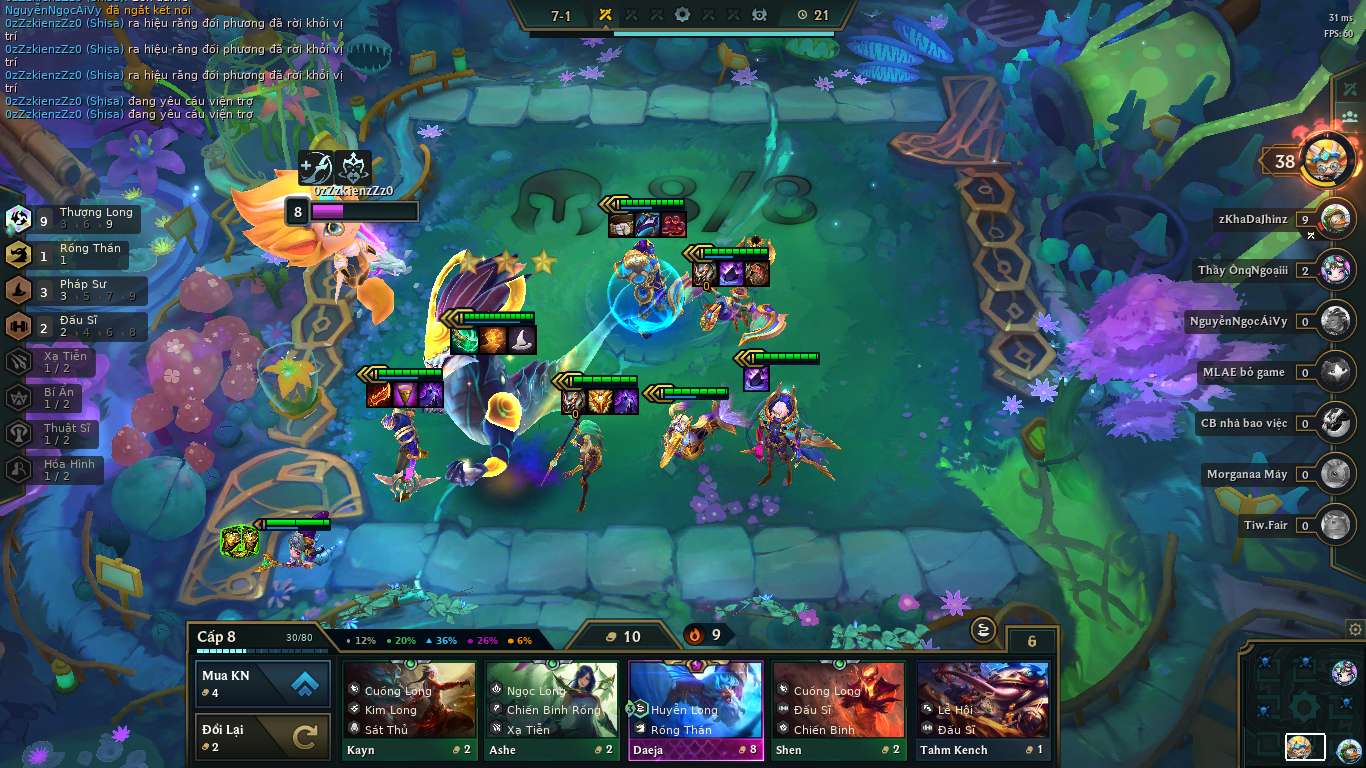 NguyễnNgọcÁiVy đã ngắt kết nối
0zZzkienzZz0 (Shisa) ra hiệu rằng đối phương đã rời khỏi vị
trí
0zZzkienzZz0 (Shisa) ra hiệu rằng đối phương đã rời khỏi vị
trí
0zZzkienzZz0 (Shisa) ra hiệu rằng đối phương đã rời khỏi vị
trí
0zZzkienzZz0 (Shisa) đang yêu cầu viện trợ
0zZzkienzZz0 (Shisa) đang yêu cầu viện trợ
7-1
21
31 ms
FPS: 60
8/8
0zZzkienzZz0
8
38
zKhaDaJhinz 9
Thầy ÔngNgoạiii 2
NguyễnNgọcÁiVy 0
MLAE bỏ game 0
CB nhà bao việc 0
Morganaa Máy 0
Tiw.Fair 0
9 Thượng Long
3 › 6 › 9
1 Rồng Thần
1
3 Pháp Sư
3 › 5 › 7 › 9
2 Đấu Sĩ
2 › 4 › 6 › 8
Xạ Tiễn
1 / 2
Bí Ẩn
1 / 2
Thuật Sĩ
1 / 2
Hóa Hình
1 / 2
0
0
Cấp 8
30/80
12%
20%
36%
26%
6%
10
9
6
Mua KN
4
Đổi Lại
2
Cuồng Long
Kim Long
Sát Thủ
Kayn 2
Ngọc Long
Chiến Binh Rồng
Xạ Tiễn
Ashe 2
3 Huyễn Long
Rồng Thần
Daeja 8
Cuồng Long
Đấu Sĩ
Chiến Binh
Shen 2
Lễ Hội
Đấu Sĩ
Tahm Kench 1